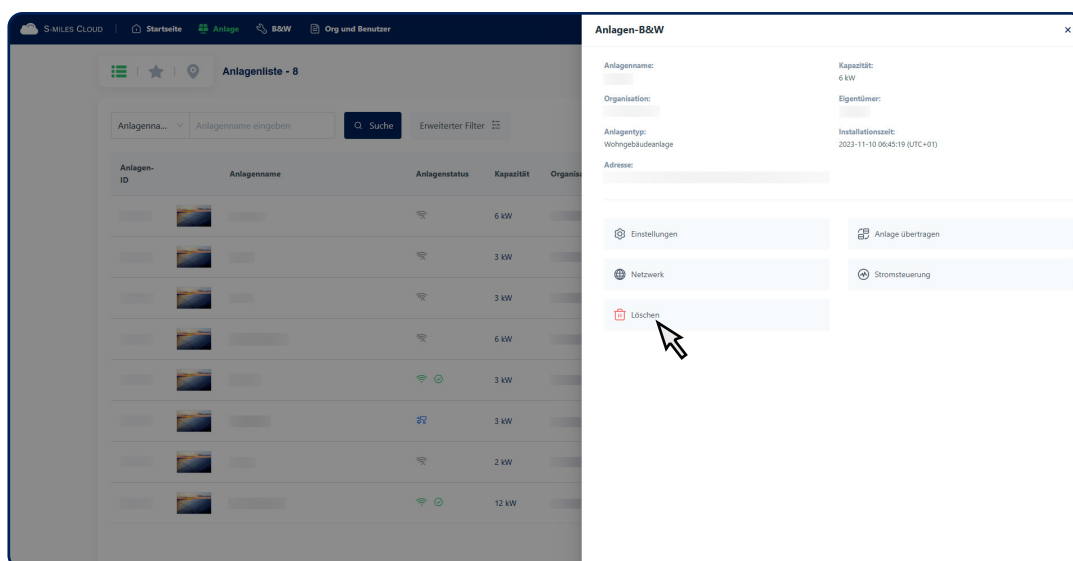 S-MILES CLOUD
Startseite
Anlage
B&W
Org und Benutzer
Anlagenliste - 8
Anlagenna...
Anlagenname eingeben
Suche
Erweiterter Filter
Anlagen-
ID
Anlagenname
Anlagenstatus
Kapazität
Organisa
6 kW
3 kW
3 kW
6 kW
3 kW
3 kW
2 kW
12 kW
Anlagen-B&W
Anlagenname:
Kapazität:
6 kW
Organisation:
Eigentümer:
Anlagentyp:
Wohngebäudeanlage
Installationszeit:
2023-11-10 06:45:19 (UTC+01)
Adresse:
Einstellungen
Anlage übertragen
Netzwerk
Stromsteuerung
Löschen